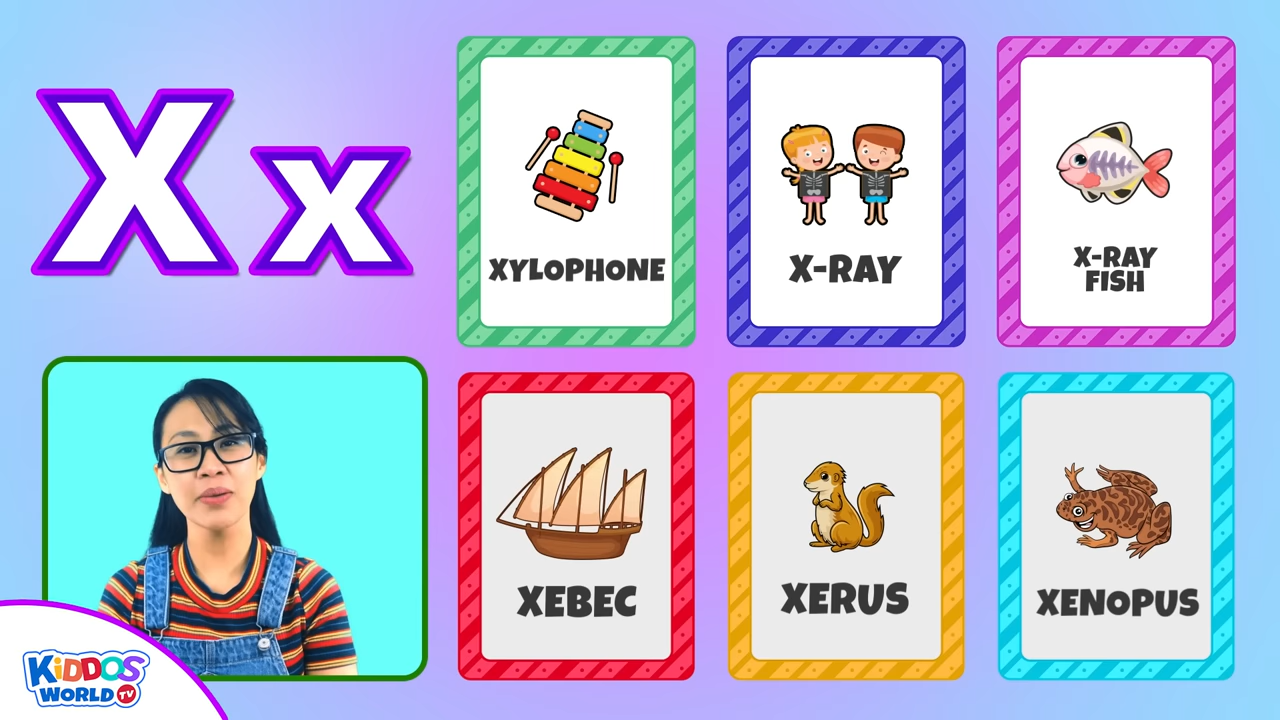 X x
XYLOPHONE
X-RAY
X-RAY
FISH
XEBEC
XERUS
XENOPUS
KIDDOS
WORLD TV